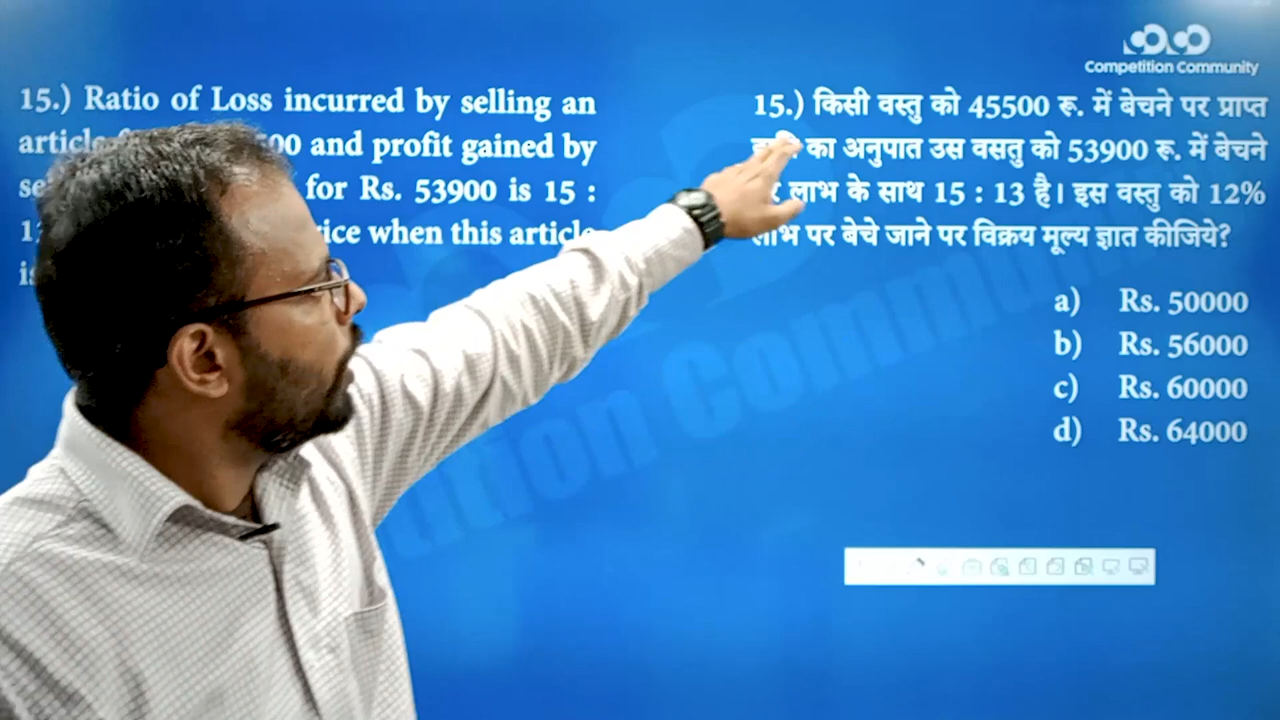 Competition Community
15.) Ratio of Loss incurred by selling an
article 00 and profit gained by
for Rs. 53900 is 15 :
when this article
15.) किसी वस्तु को 45500 रू. में बेचने पर प्राप्त
का अनुपात उस वसतु को 53900 रू. में बेचने
लाभ के साथ 15 : 13 है। इस वस्तु को 12%
लाभ पर बेचे जाने पर विक्रय मूल्य ज्ञात कीजिये?
a) Rs. 50000
b) Rs. 56000
c) Rs. 60000
d) Rs. 64000